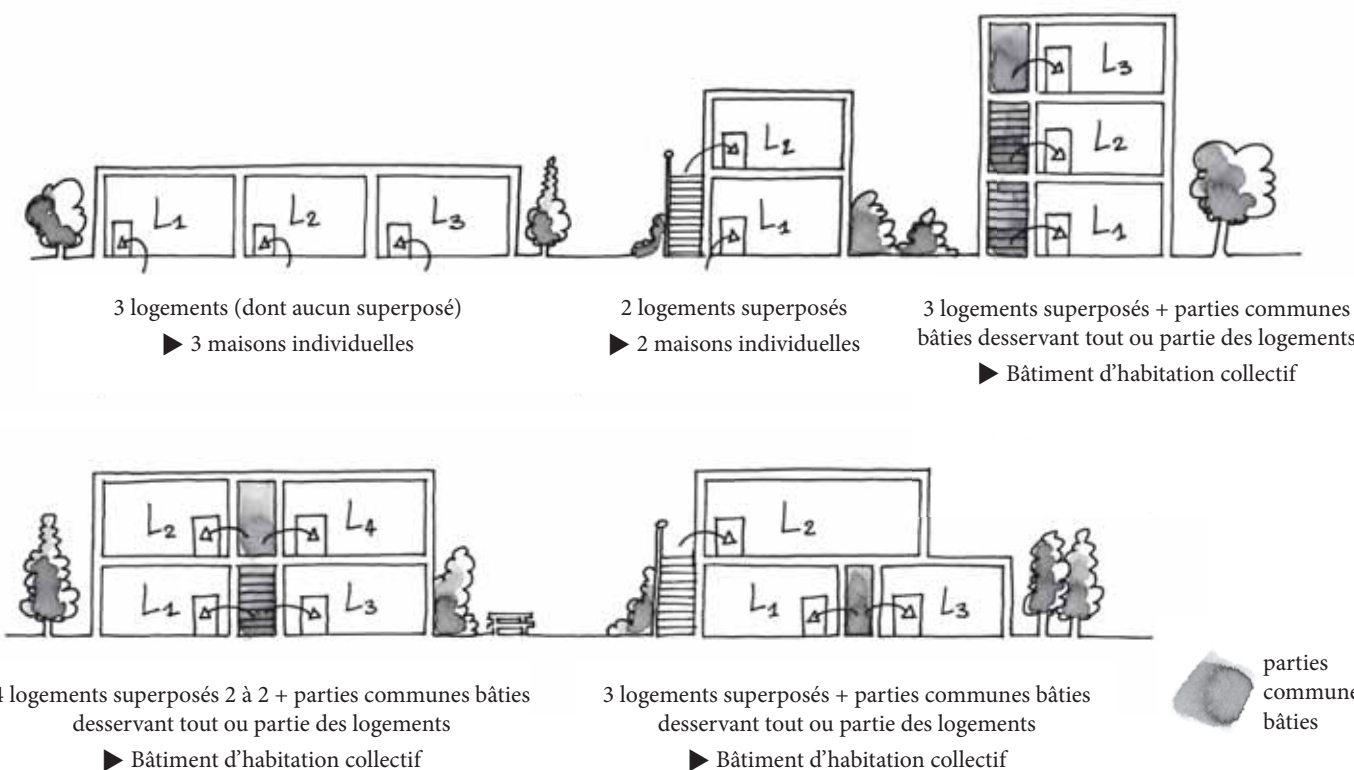 L1
L2
L3
L2
L1
L3
L2
L1
3 logements (dont aucun superposé)
▶ 3 maisons individuelles
2 logements superposés
▶ 2 maisons individuelles
3 logements superposés + parties communes
bâties desservant tout ou partie des logements
▶ Bâtiment d’habitation collectif
L2
L4
L1
L3
L2
L1
L3
4 logements superposés 2 à 2 + parties communes bâties
desservant tout ou partie des logements
▶ Bâtiment d’habitation collectif
3 logements superposés + parties communes bâties
desservant tout ou partie des logements
▶ Bâtiment d’habitation collectif
parties
commune
bâties